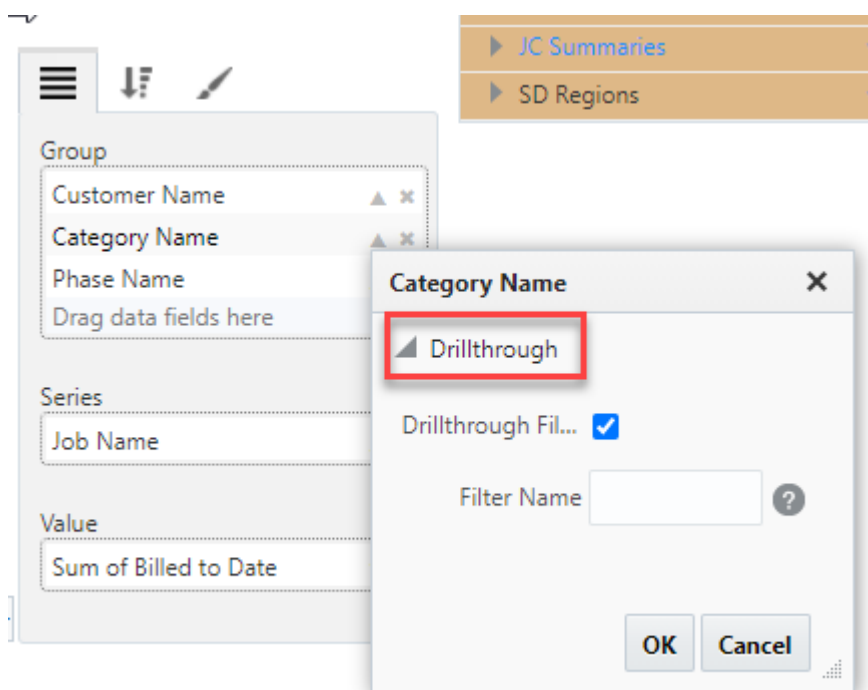 JC Summaries
SD Regions
Group
Customer Name
Category Name
Phase Name
Drag data fields here
Series
Job Name
Value
Sum of Billed to Date
Category Name
Drillthrough
Drillthrough Fil...
Filter Name
?
OK Cancel